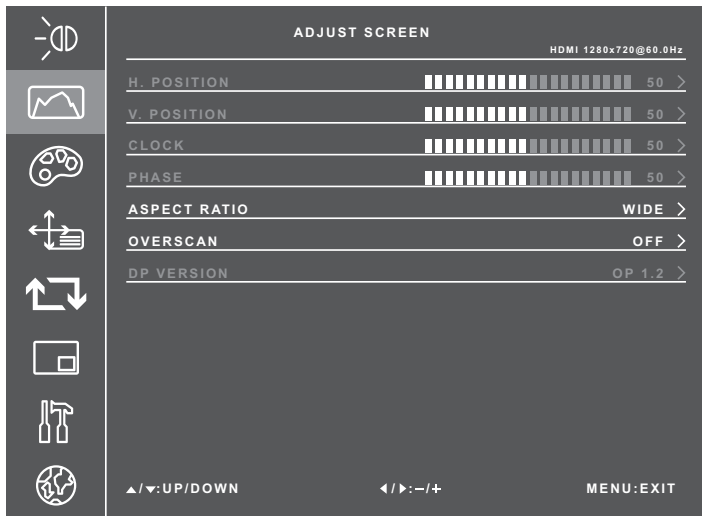 ADJUST SCREEN
HDMI 1280x720@60.0Hz
H. POSITION 50 >
V. POSITION 50 >
CLOCK 50 >
PHASE 50 >
ASPECT RATIO WIDE >
OVERSCAN OFF >
DP VERSION OP 1.2 >
▲/▼:UP/DOWN ◀/▶:−/+ MENU:EXIT